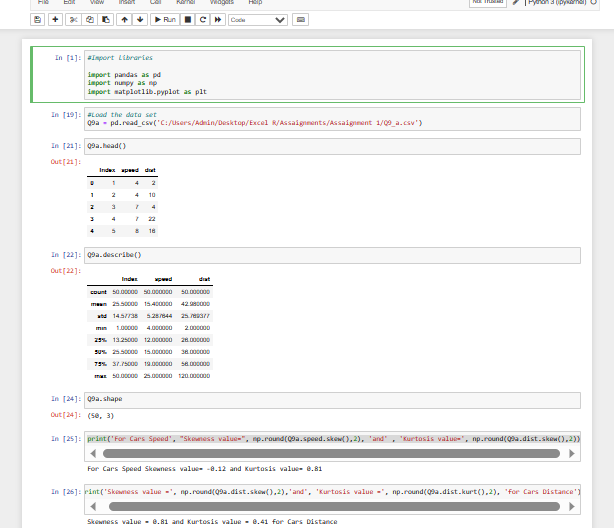 File Edit View Insert Cell Kernel Widgets Help
Not Trusted Python 3 (ipykernel)
Run Code
In [1]: #Import Libraries
import pandas as pd
import numpy as np
import matplotlib.pyplot as plt
In [19]: #Load the data set
Q9a = pd.read_csv('C:/Users/Admin/Desktop/Excel R/Assaignments/Assaignment 1/Q9_a.csv')
In [21]: Q9a.head()
Out[21]:
Index speed dist
0 1 4 2
1 2 4 10
2 3 7 4
3 4 7 22
4 5 8 16
In [22]: Q9a.describe()
Out[22]:
Index speed dist
count 50.00000 50.000000 50.000000
mean 25.50000 15.400000 42.980000
std 14.57738 5.287644 25.769377
min 1.00000 4.000000 2.000000
25% 13.25000 12.000000 26.000000
50% 25.50000 15.000000 36.000000
75% 37.75000 19.000000 56.000000
max 50.00000 25.000000 120.000000
In [24]: Q9a.shape
Out[24]: (50, 3)
In [25]: print('For Cars Speed', "Skewness value=", np.round(Q9a.speed.skew(),2), 'and' , 'Kurtosis value=', np.round(Q9a.dist.skew(),2))
For Cars Speed Skewness value= -0.12 and Kurtosis value= 0.81
In [26]: rint('Skewness value =', np.round(Q9a.dist.skew(),2),'and', 'Kurtosis value =', np.round(Q9a.dist.kurt(),2), 'for Cars Distance')
Skewness value = 0.81 and Kurtosis value = 0.41 for Cars Distance